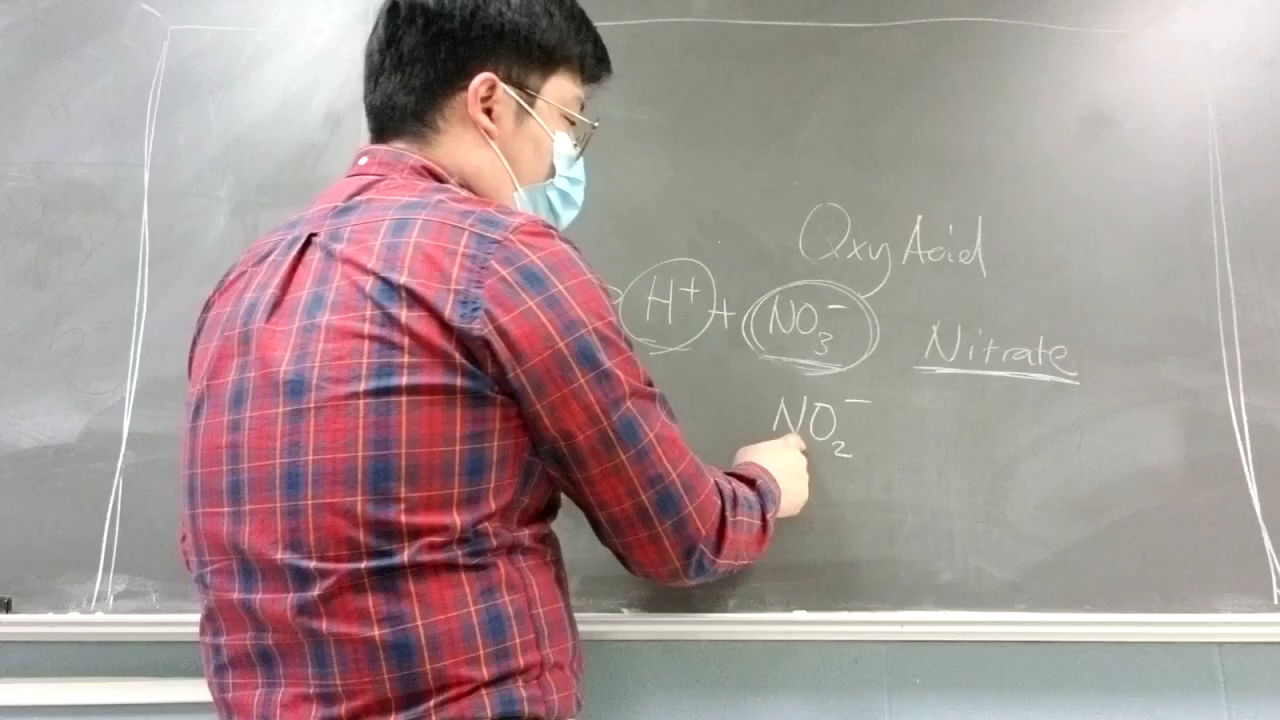 Oxy Acid
H⁺ + NO₃⁻
Nitrate
NO₂⁻